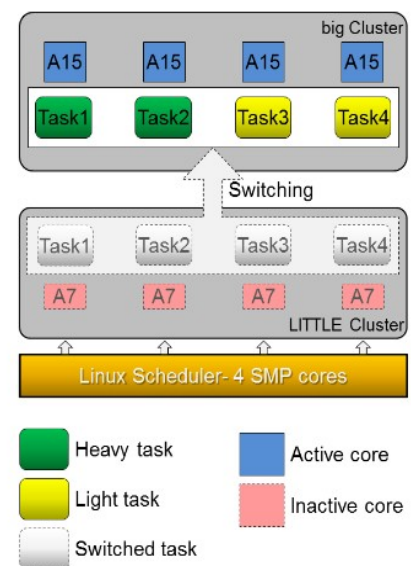 big Cluster
A15 A15 A15 A15
Task1 Task2 Task3 Task4
Switching
Task1 Task2 Task3 Task4
A7 A7 A7 A7
LITTLE Cluster
Linux Scheduler- 4 SMP cores
Heavy task
Active core
Light task
Inactive core
Switched task